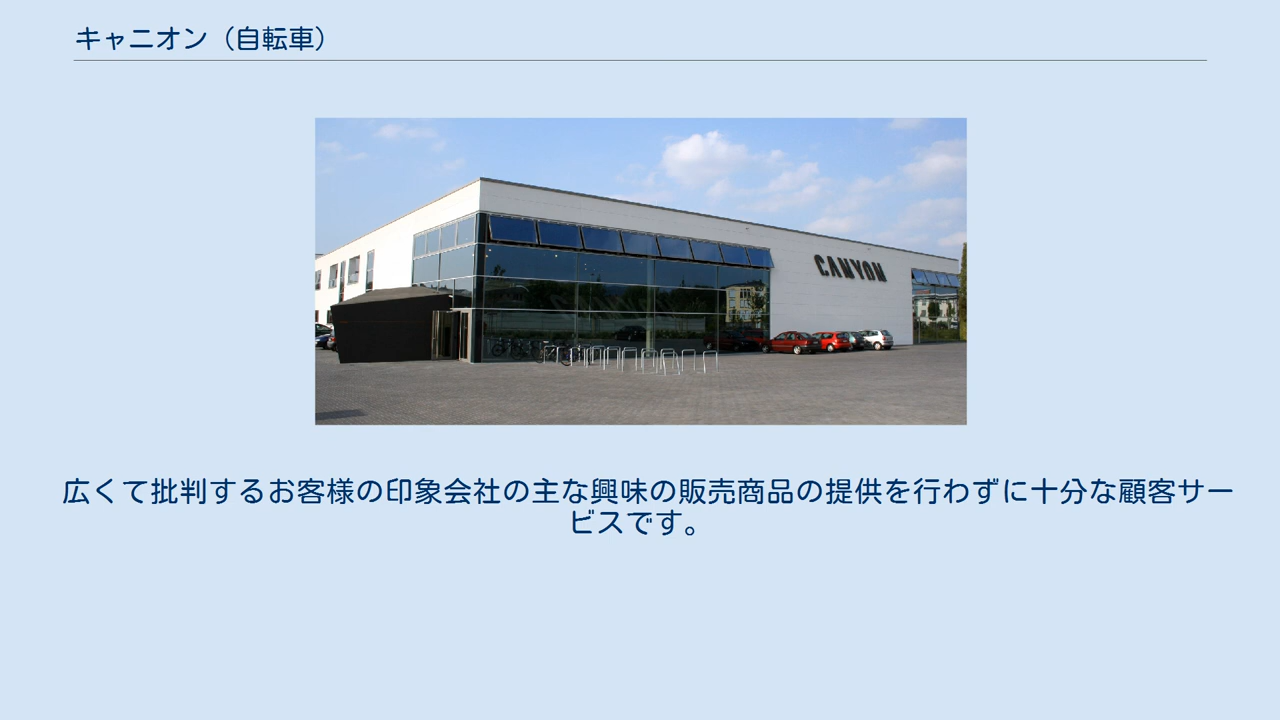 キャニオン（自転車）
CANYON
広くて批判するお客様の印象会社の主な興味の販売商品の提供を行わずに十分な顧客サー
ビスです。